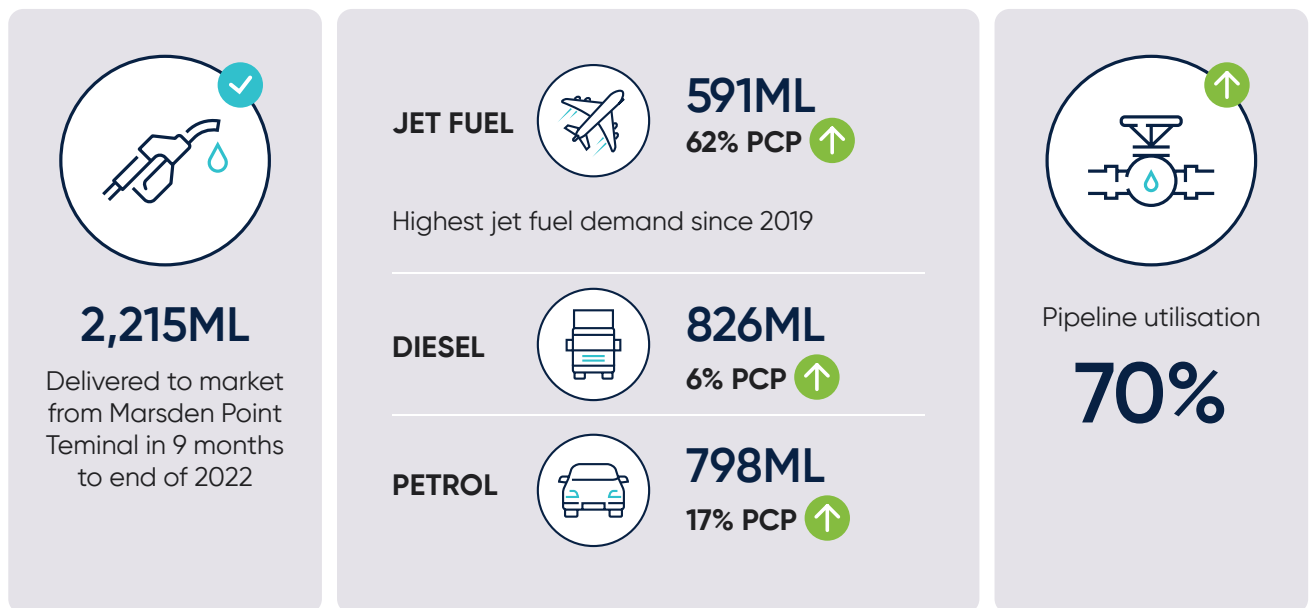 2,215ML
Delivered to market
from Marsden Point
Teminal in 9 months
to end of 2022
JET FUEL
591ML
62% PCP
Highest jet fuel demand since 2019
DIESEL
826ML
6% PCP
PETROL
798ML
17% PCP
Pipeline utilisation
70%